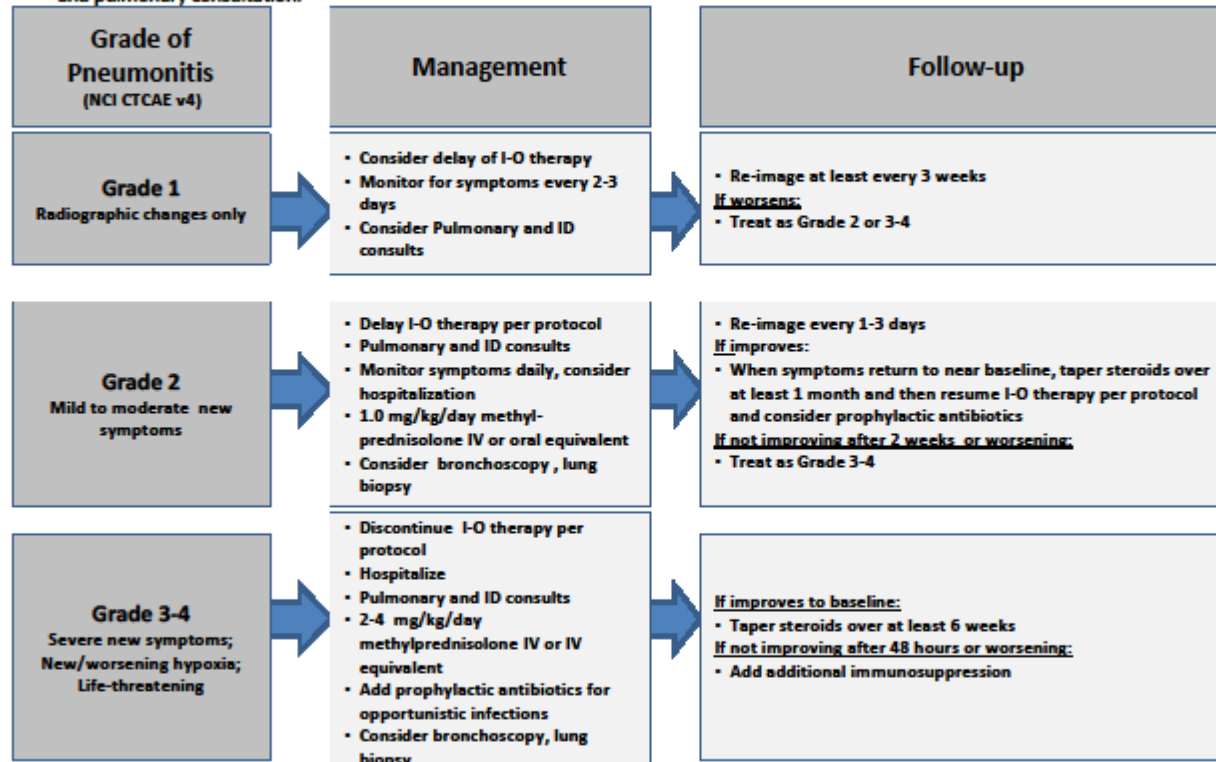 and pulmonary consultation.
Grade of
Pneumonitis
(NCI CTCAE v4)
Management
Follow-up
Grade 1
Radiographic changes only
• Consider delay of I-O therapy
• Monitor for symptoms every 2-3
days
• Consider Pulmonary and ID
consults
• Re-image at least every 3 weeks
If worsens:
• Treat as Grade 2 or 3-4
Grade 2
Mild to moderate new
symptoms
• Delay I-O therapy per protocol
• Pulmonary and ID consults
• Monitor symptoms daily, consider
hospitalization
• 1.0 mg/kg/day methyl-
prednisolone IV or oral equivalent
• Consider bronchoscopy , lung
biopsy
• Re-image every 1-3 days
If improves:
• When symptoms return to near baseline, taper steroids over
at least 1 month and then resume I-O therapy per protocol
and consider prophylactic antibiotics
If not improving after 2 weeks or worsening:
• Treat as Grade 3-4
Grade 3-4
Severe new symptoms;
New/worsening hypoxia;
Life-threatening
• Discontinue I-O therapy per
protocol
• Hospitalize
• Pulmonary and ID consults
• 2-4 mg/kg/day
methylprednisolone IV or IV
equivalent
• Add prophylactic antibiotics for
opportunistic infections
• Consider bronchoscopy, lung
biopsy
If improves to baseline:
• Taper steroids over at least 6 weeks
If not improving after 48 hours or worsening:
• Add additional immunosuppression